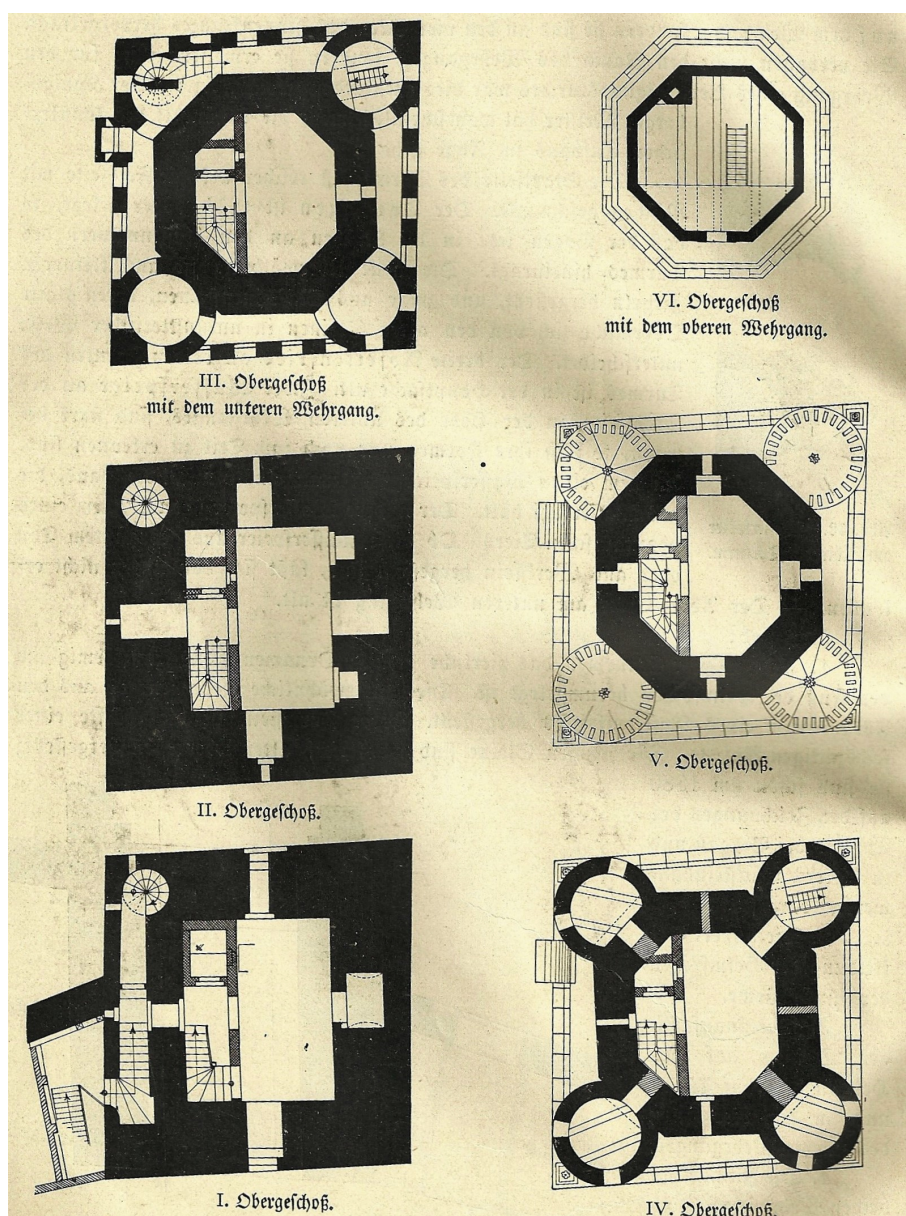 III. Obergeschoß
mit dem unteren Wehrgang.
VI. Obergeschoß
mit dem oberen Wehrgang.
II. Obergeschoß.
V. Obergeschoß.
I. Obergeschoß.
IV. Obergeschoß.